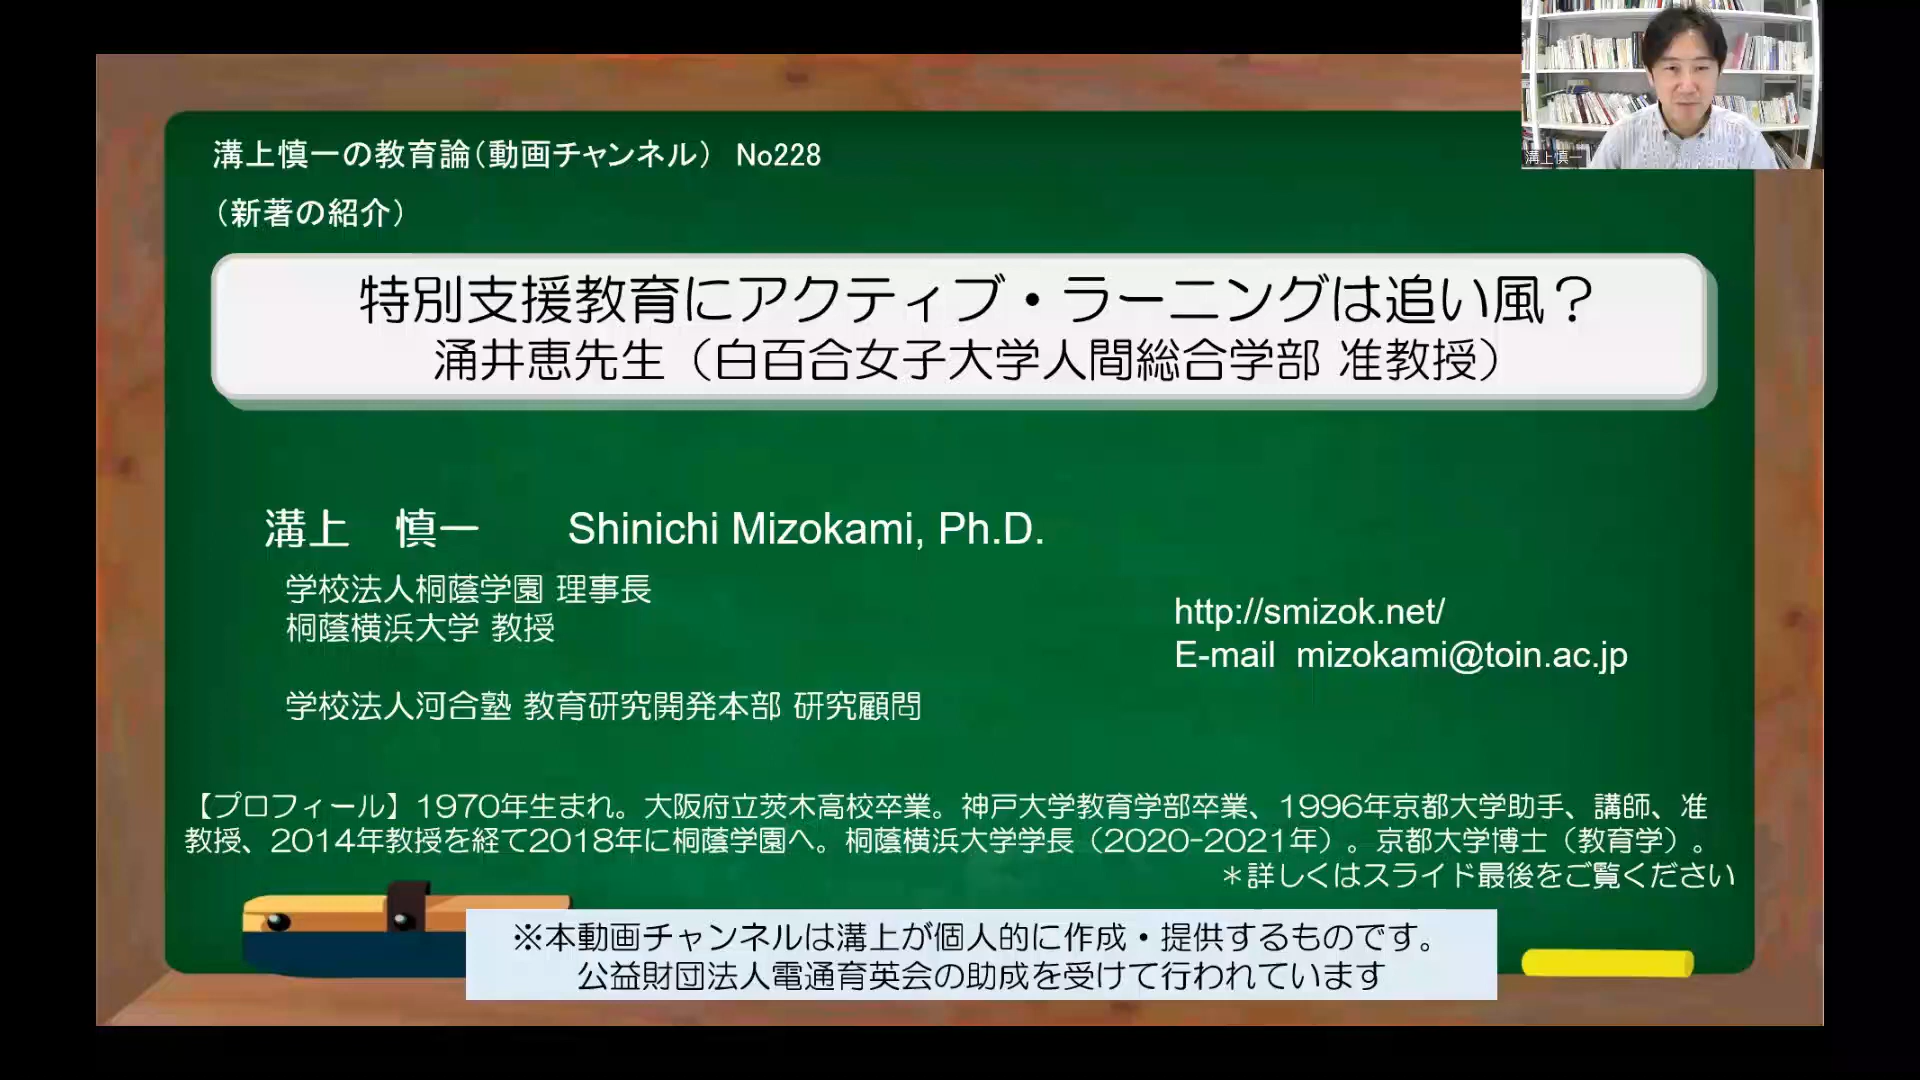 溝上慎一の教育論（動画チャンネル） No228
（新著の紹介）
溝上慎一
特別支援教育にアクティブ・ラーニングは追い風？
涌井恵先生（白百合女子大学人間総合学部 准教授）
溝上　慎一　　Shinichi Mizokami, Ph.D.
学校法人桐蔭学園 理事長
桐蔭横浜大学 教授
学校法人河合塾 教育研究開発本部 研究顧問
http://smizok.net/
E-mail mizokami@toin.ac.jp
【プロフィール】1970年生まれ。大阪府立茨木高校卒業。神戸大学教育学部卒業、1996年京都大学助手、講師、准
教授、2014年教授を経て2018年に桐蔭学園へ。桐蔭横浜大学学長（2020-2021年）。京都大学博士（教育学）。
＊詳しくはスライド最後をご覧ください
※本動画チャンネルは溝上が個人的に作成・提供するものです。
公益財団法人電通育英会の助成を受けて行われています